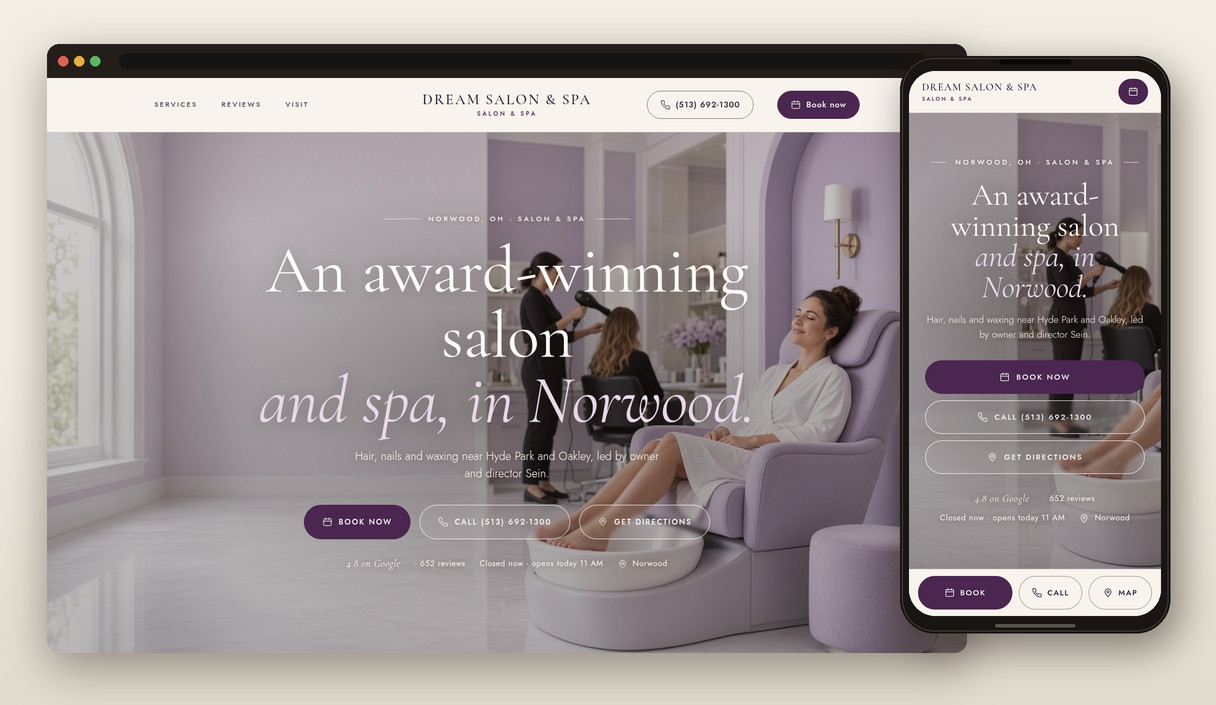 SERVICES REVIEWS VISIT
DREAM SALON & SPA
SALON & SPA
(513) 692-1300
Book now
NORWOOD, OH · SALON & SPA
An award-winning
salon
and spa, in Norwood.
Hair, nails and waxing near Hyde Park and Oakley, led by owner
and director Sein.
BOOK NOW
CALL (513) 692-1300
GET DIRECTIONS
4.8 on Google · 652 reviews Closed now · opens today 11 AM Norwood
DREAM SALON & SPA
SALON & SPA
NORWOOD, OH · SALON & SPA
An award-
winning salon
and spa, in
Norwood.
Hair, nails and waxing near Hyde Park and Oakley, led
by owner and director Sein.
BOOK NOW
CALL (513) 692-1300
GET DIRECTIONS
4.8 on Google · 652 reviews
Closed now · opens today 11 AM Norwood
BOOK CALL MAP